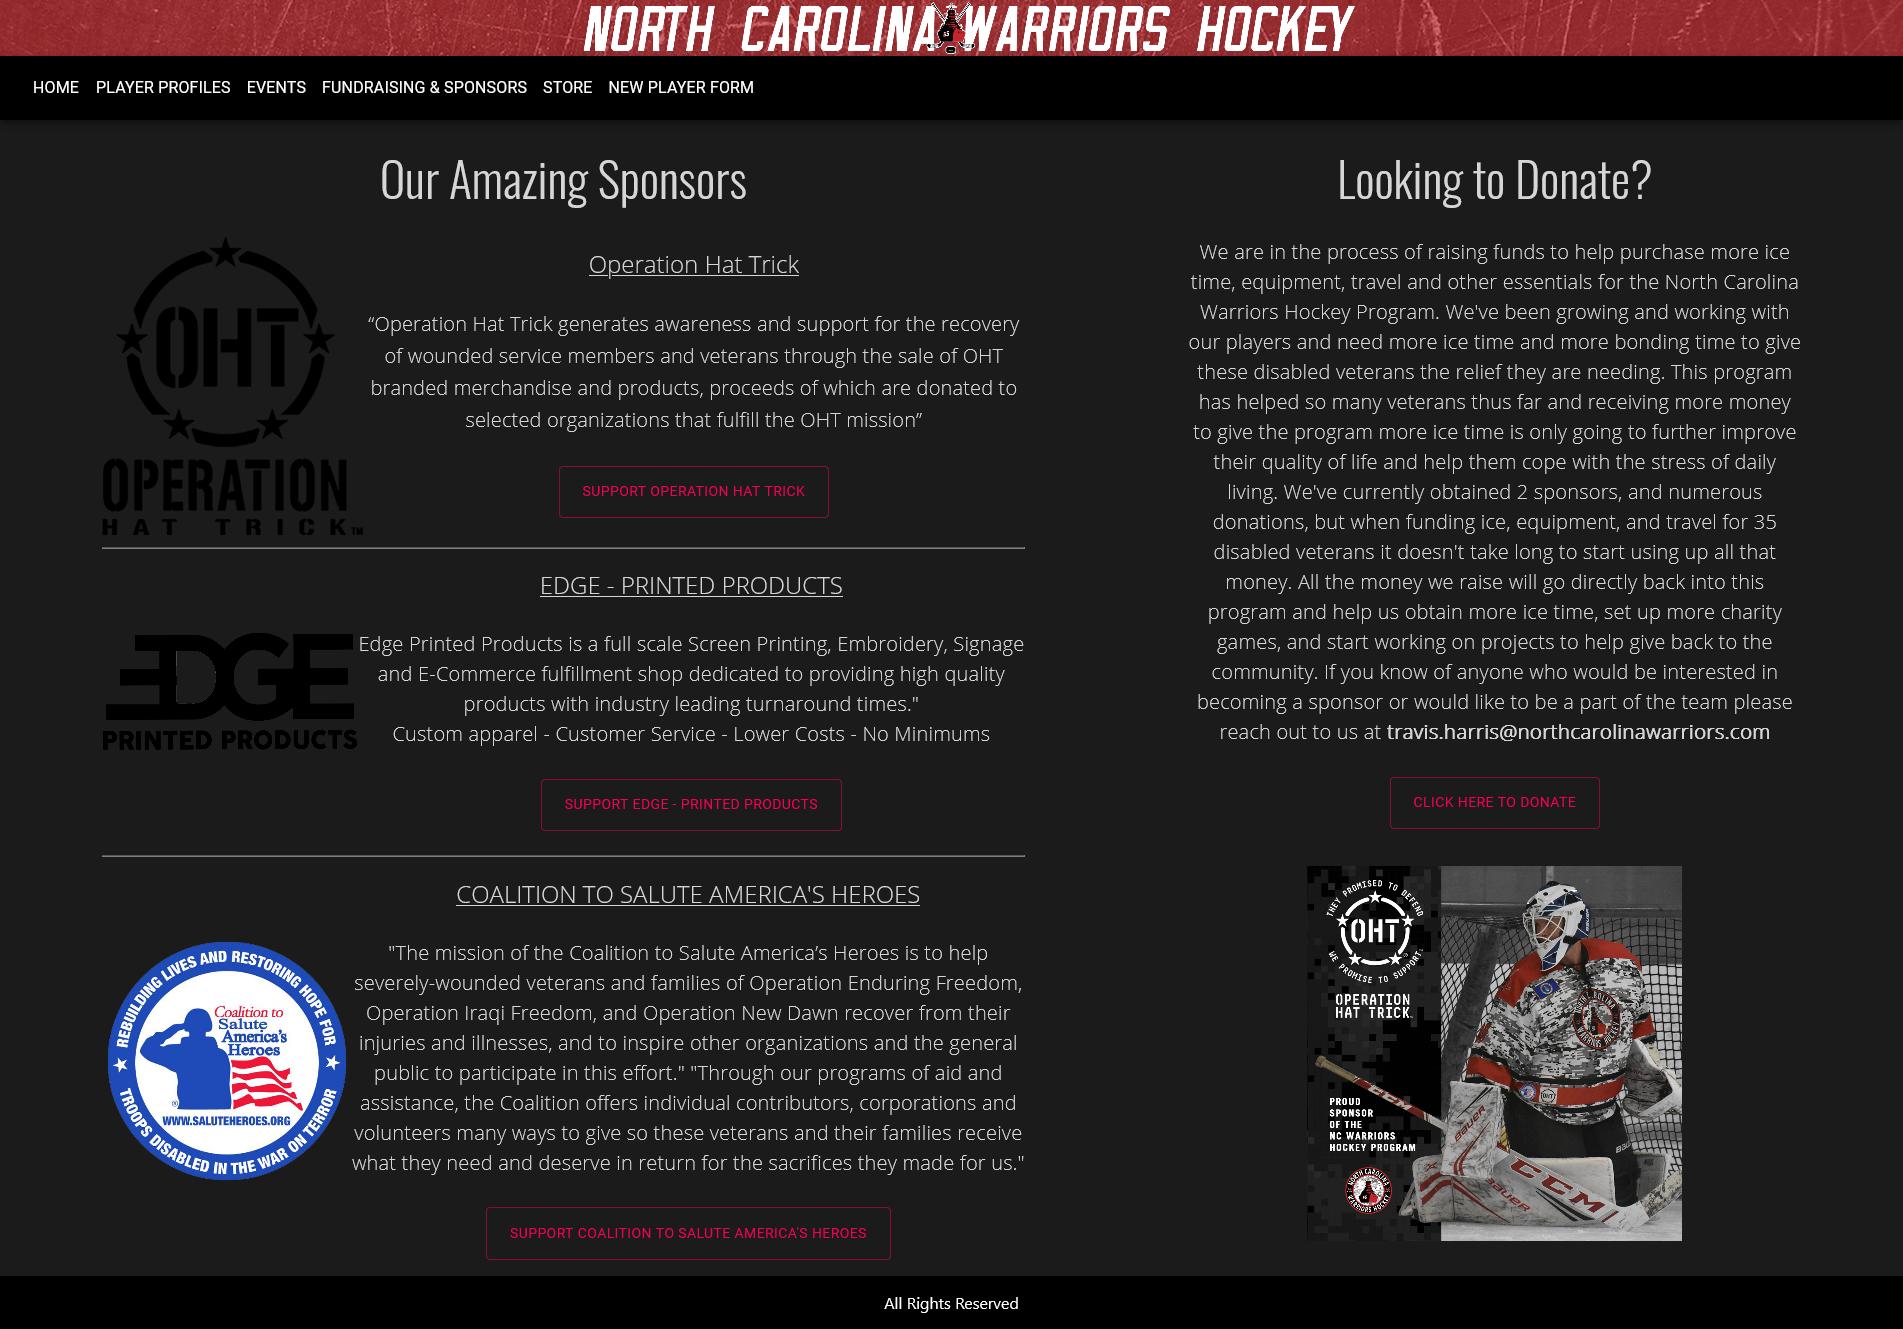 NORTH CAROLINA WARRIORS HOCKEY
HOME PLAYER PROFILES EVENTS FUNDRAISING & SPONSORS STORE NEW PLAYER FORM
Our Amazing Sponsors
OHT
OPERATION
HAT TRICK™
Operation Hat Trick
“Operation Hat Trick generates awareness and support for the recovery
of wounded service members and veterans through the sale of OHT
branded merchandise and products, proceeds of which are donated to
selected organizations that fulfill the OHT mission”
SUPPORT OPERATION HAT TRICK
EDGE - PRINTED PRODUCTS
EDGE
PRINTED PRODUCTS
Edge Printed Products is a full scale Screen Printing, Embroidery, Signage
and E-Commerce fulfillment shop dedicated to providing high quality
products with industry leading turnaround times."
Custom apparel - Customer Service - Lower Costs - No Minimums
SUPPORT EDGE - PRINTED PRODUCTS
COALITION TO SALUTE AMERICA'S HEROES
REBUILDING LIVES AND RESTORING HOPE FOR
TROOPS DISABLED IN THE WAR ON TERROR
Coalition to
Salute
America's
Heroes
®
WWW.SALUTEHEROES.ORG
"The mission of the Coalition to Salute America’s Heroes is to help
severely-wounded veterans and families of Operation Enduring Freedom,
Operation Iraqi Freedom, and Operation New Dawn recover from their
injuries and illnesses, and to inspire other organizations and the general
public to participate in this effort." "Through our programs of aid and
assistance, the Coalition offers individual contributors, corporations and
volunteers many ways to give so these veterans and their families receive
what they need and deserve in return for the sacrifices they made for us."
SUPPORT COALITION TO SALUTE AMERICA'S HEROES
Looking to Donate?
We are in the process of raising funds to help purchase more ice
time, equipment, travel and other essentials for the North Carolina
Warriors Hockey Program. We've been growing and working with
our players and need more ice time and more bonding time to give
these disabled veterans the relief they are needing. This program
has helped so many veterans thus far and receiving more money
to give the program more ice time is only going to further improve
their quality of life and help them cope with the stress of daily
living. We've currently obtained 2 sponsors, and numerous
donations, but when funding ice, equipment, and travel for 35
disabled veterans it doesn't take long to start using up all that
money. All the money we raise will go directly back into this
program and help us obtain more ice time, set up more charity
games, and start working on projects to help give back to the
community. If you know of anyone who would be interested in
becoming a sponsor or would like to be a part of the team please
reach out to us at travis.harris@northcarolinawarriors.com
CLICK HERE TO DONATE
THEY PROMISED TO DEFEND
OHT
WE PROMISE TO SUPPORT
OPERATION
HAT TRICK
PROUD
SPONSOR
OF THE
NC WARRIORS
HOCKEY PROGRAM
NORTH CAROLINA
WARRIORS HOCKEY
CCM
BAUER
CCM
BAUER
All Rights Reserved